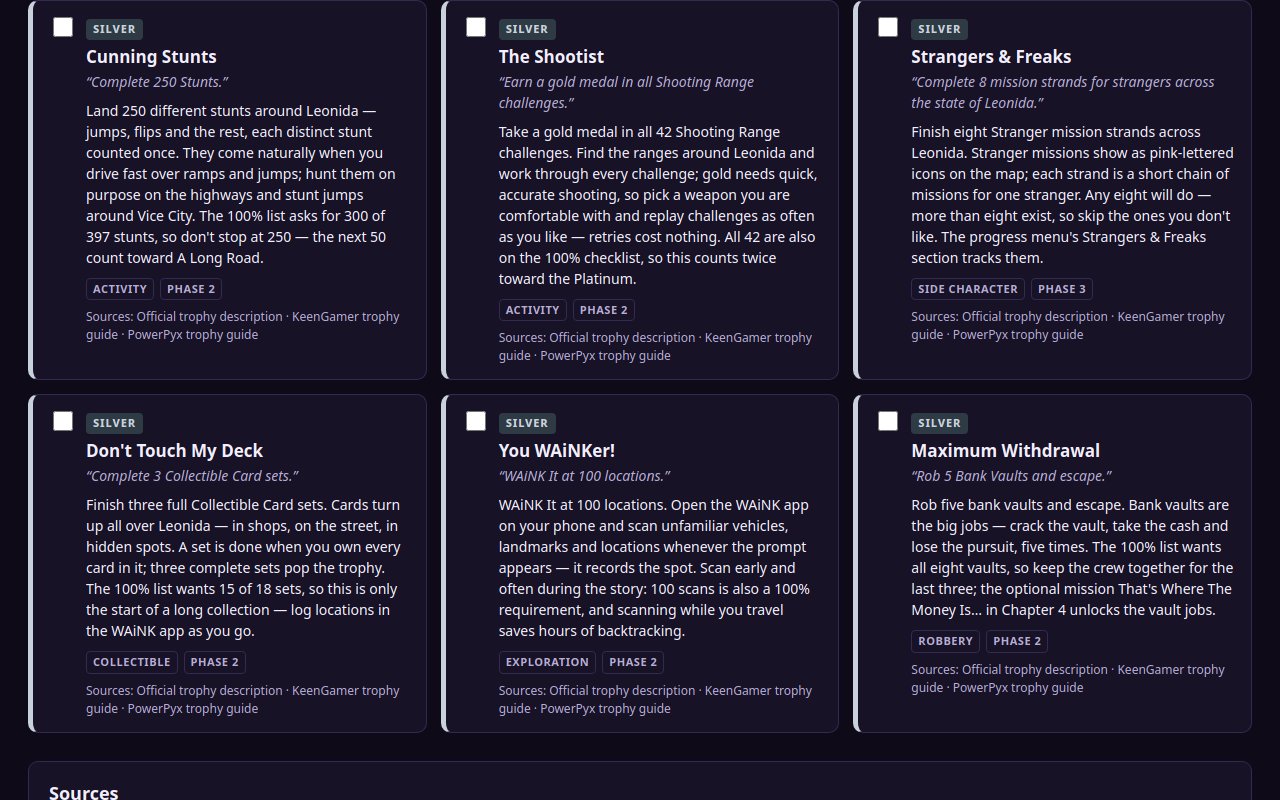 SILVER
Cunning Stunts
“Complete 250 Stunts.”
Land 250 different stunts around Leonida —
jumps, flips and the rest, each distinct stunt
counted once. They come naturally when you
drive fast over ramps and jumps; hunt them on
purpose on the highways and stunt jumps
around Vice City. The 100% list asks for 300 of
397 stunts, so don't stop at 250 — the next 50
count toward A Long Road.
ACTIVITY
PHASE 2
Sources: Official trophy description · KeenGamer trophy
guide · PowerPyx trophy guide
SILVER
The Shootist
“Earn a gold medal in all Shooting Range
challenges.”
Take a gold medal in all 42 Shooting Range
challenges. Find the ranges around Leonida and
work through every challenge; gold needs quick,
accurate shooting, so pick a weapon you are
comfortable with and replay challenges as often
as you like — retries cost nothing. All 42 are also
on the 100% checklist, so this counts twice
toward the Platinum.
ACTIVITY
PHASE 2
Sources: Official trophy description · KeenGamer trophy
guide · PowerPyx trophy guide
SILVER
Strangers & Freaks
“Complete 8 mission strands for strangers across
the state of Leonida.”
Finish eight Stranger mission strands across
Leonida. Stranger missions show as pink-lettered
icons on the map; each strand is a short chain of
missions for one stranger. Any eight will do —
more than eight exist, so skip the ones you don't
like. The progress menu's Strangers & Freaks
section tracks them.
SIDE CHARACTER
PHASE 3
Sources: Official trophy description · KeenGamer trophy
guide · PowerPyx trophy guide
SILVER
Don't Touch My Deck
“Complete 3 Collectible Card sets.”
Finish three full Collectible Card sets. Cards turn
up all over Leonida — in shops, on the street, in
hidden spots. A set is done when you own every
card in it; three complete sets pop the trophy.
The 100% list wants 15 of 18 sets, so this is only
the start of a long collection — log locations in
the WAiNK app as you go.
COLLECTIBLE
PHASE 2
Sources: Official trophy description · KeenGamer trophy
guide · PowerPyx trophy guide
SILVER
You WAiNKer!
“WAiNK It at 100 locations.”
WAiNK It at 100 locations. Open the WAiNK app
on your phone and scan unfamiliar vehicles,
landmarks and locations whenever the prompt
appears — it records the spot. Scan early and
often during the story: 100 scans is also a 100%
requirement, and scanning while you travel
saves hours of backtracking.
EXPLORATION
PHASE 2
Sources: Official trophy description · KeenGamer trophy
guide · PowerPyx trophy guide
SILVER
Maximum Withdrawal
“Rob 5 Bank Vaults and escape.”
Rob five bank vaults and escape. Bank vaults are
the big jobs — crack the vault, take the cash and
lose the pursuit, five times. The 100% list wants
all eight vaults, so keep the crew together for the
last three; the optional mission That's Where The
Money Is... in Chapter 4 unlocks the vault jobs.
ROBBERY
PHASE 2
Sources: Official trophy description · KeenGamer trophy
guide · PowerPyx trophy guide
Sources